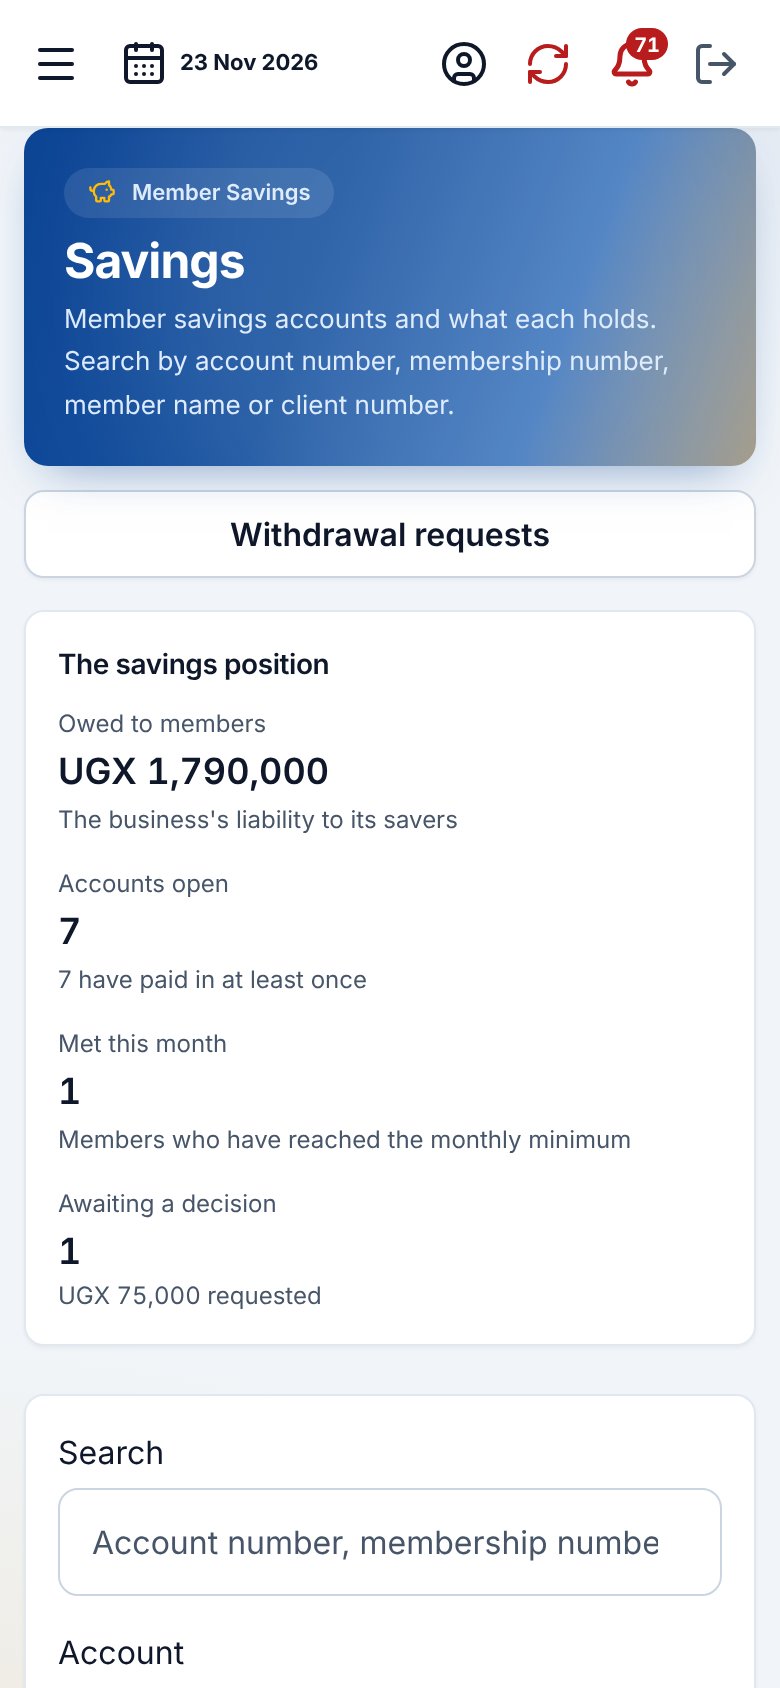 23 Nov 2026
71
Member Savings
Savings
Member savings accounts and what each holds.
Search by account number, membership number,
member name or client number.
Withdrawal requests
The savings position
Owed to members
UGX 1,790,000
The business's liability to its savers
Accounts open
7
7 have paid in at least once
Met this month
1
Members who have reached the monthly minimum
Awaiting a decision
1
UGX 75,000 requested
Search
Account number, membership numbe
Account